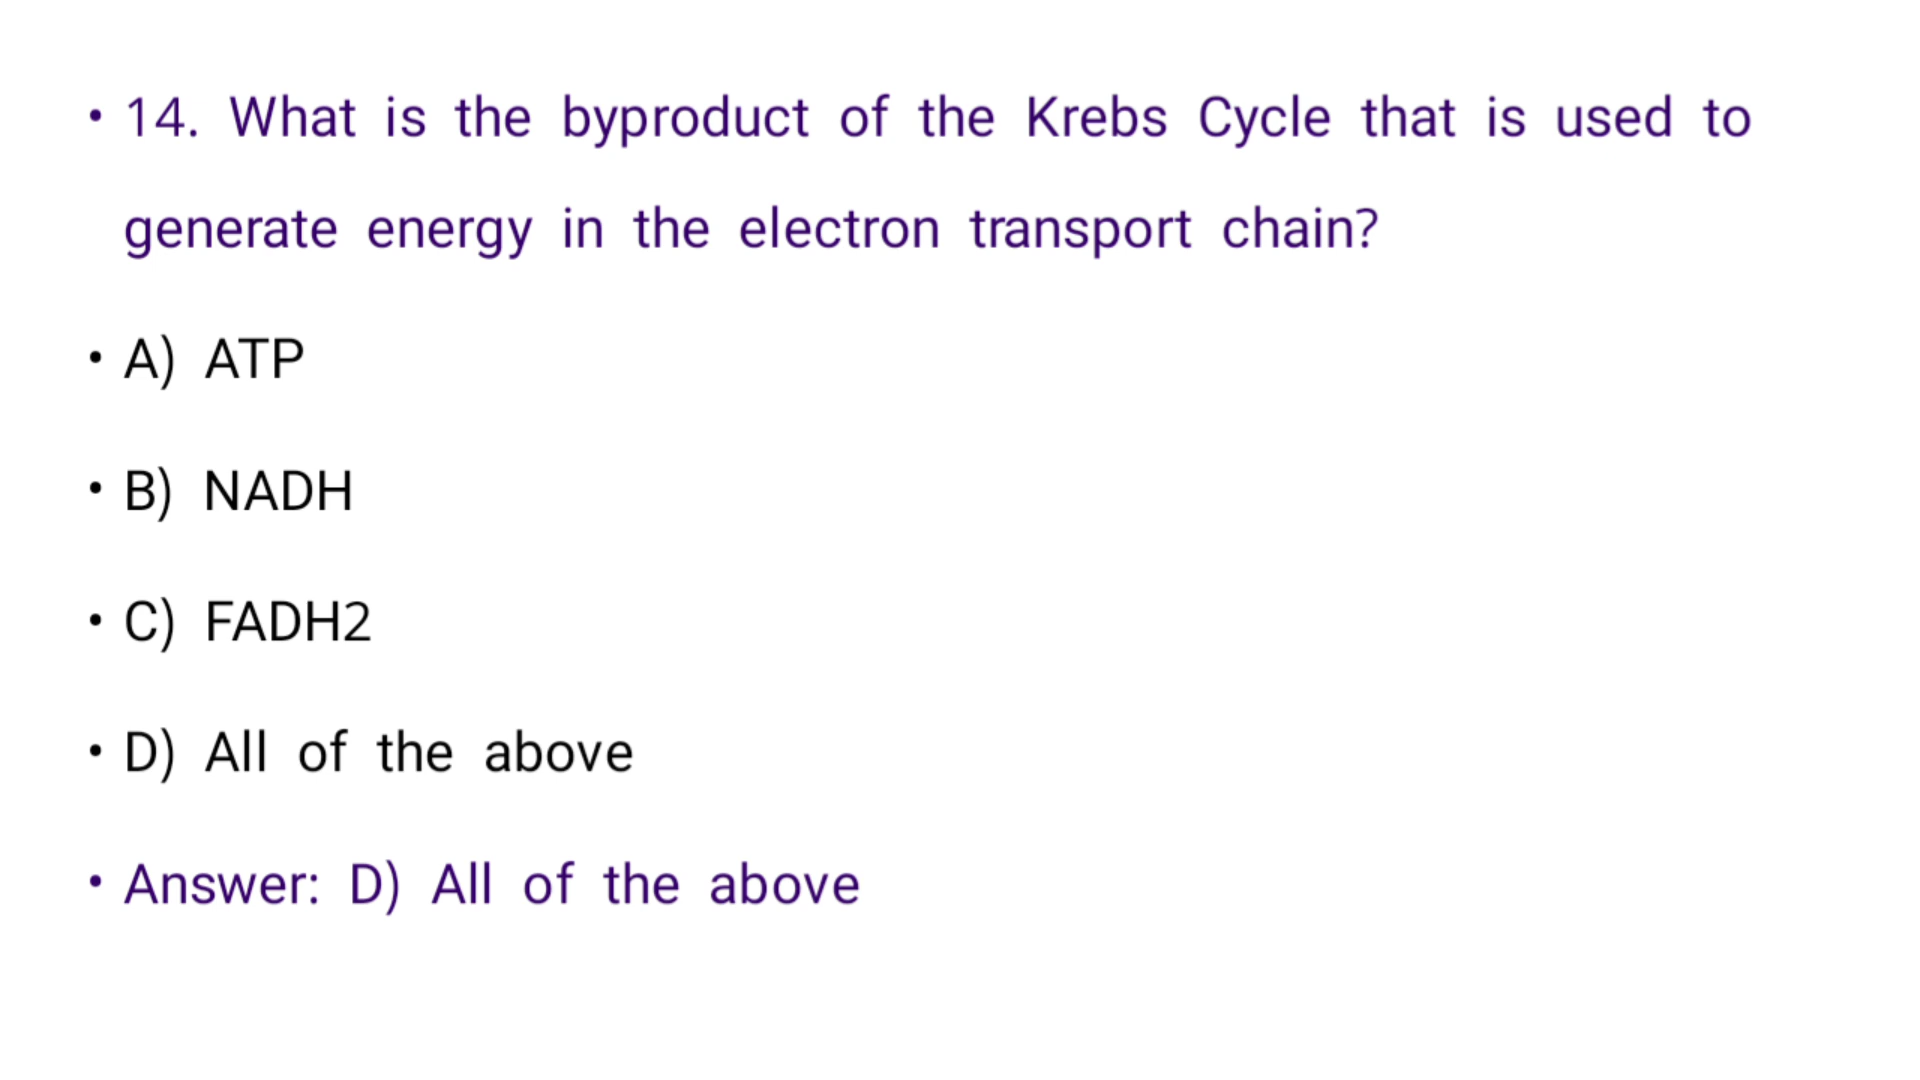 • 14. What is the byproduct of the Krebs Cycle that is used to
generate energy in the electron transport chain?
• A) ATP
• B) NADH
• C) FADH2
• D) All of the above
• Answer: D) All of the above